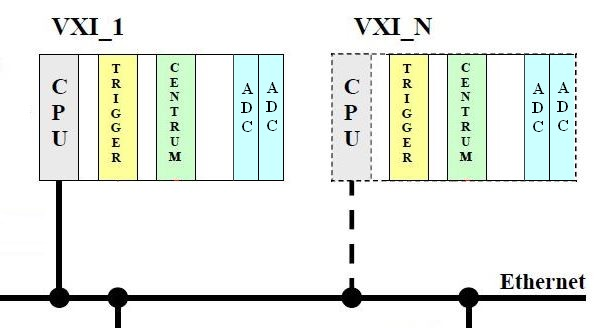 VXI_1
VXI_N
CPU
TRIGGER
CENTRUM
ADC
ADC
CPU
TRIGGER
CENTRUM
ADC
ADC
Ethernet